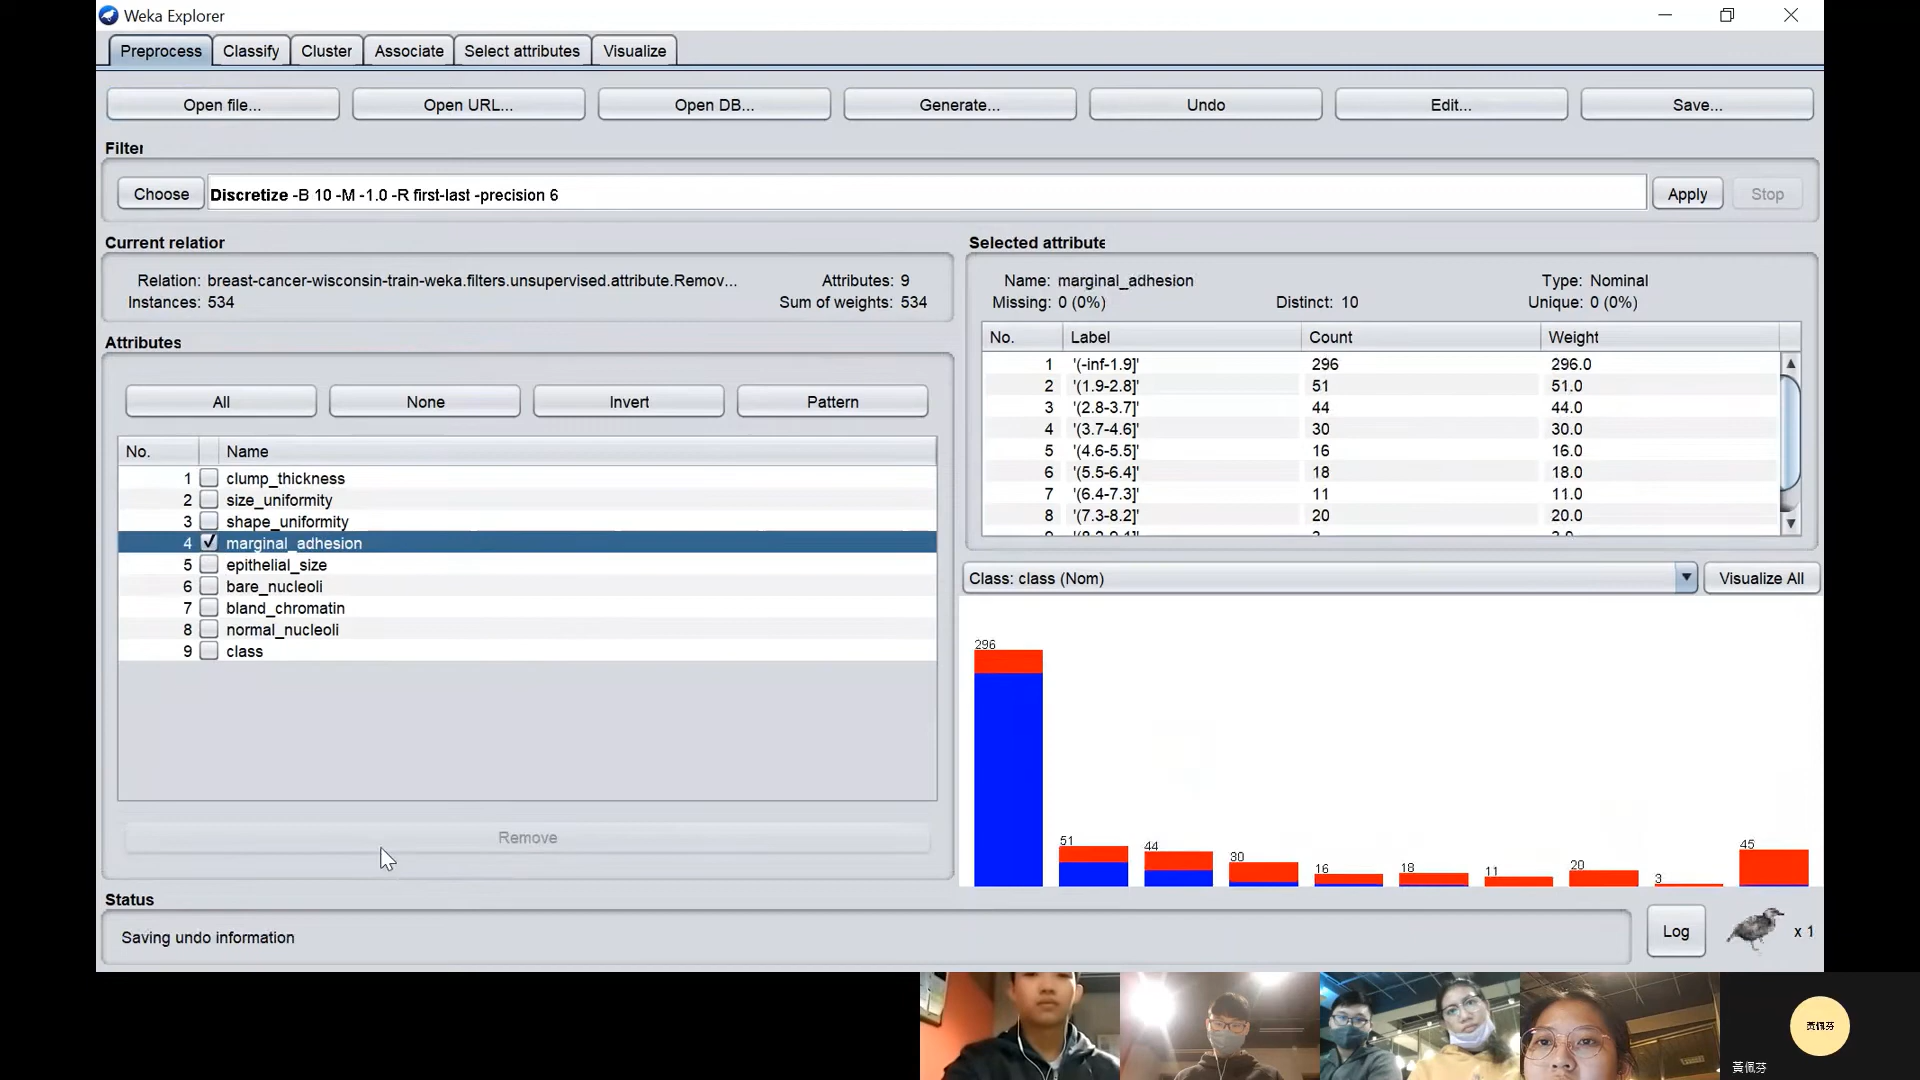 Weka Explorer
Preprocess Classify Cluster Associate Select attributes Visualize
Open file... Open URL... Open DB... Generate... Undo Edit... Save...
Filter
Choose Discretize -B 10 -M -1.0 -R first-last -precision 6 Apply Stop
Current relation
Relation: breast-cancer-wisconsin-train-weka.filters.unsupervised.attribute.Remov... Attributes: 9
Instances: 534 Sum of weights: 534
Attributes
All None Invert Pattern
No. Name
1 clump_thickness
2 size_uniformity
3 shape_uniformity
4 marginal_adhesion
5 epithelial_size
6 bare_nucleoli
7 bland_chromatin
8 normal_nucleoli
9 class
Remove
Selected attribute
Name: marginal_adhesion Type: Nominal
Missing: 0 (0%) Distinct: 10 Unique: 0 (0%)
No. Label Count Weight
1 '(-inf-1.9]' 296 296.0
2 '(1.9-2.8]' 51 51.0
3 '(2.8-3.7]' 44 44.0
4 '(3.7-4.6]' 30 30.0
5 '(4.6-5.5]' 16 16.0
6 '(5.5-6.4]' 18 18.0
7 '(6.4-7.3]' 11 11.0
8 '(7.3-8.2]' 20 20.0
Class: class (Nom) Visualize All
296
51
44
30
16
18
11
20
3
45
Status
Saving undo information
Log x 1
黃佩芬
黃佩芬